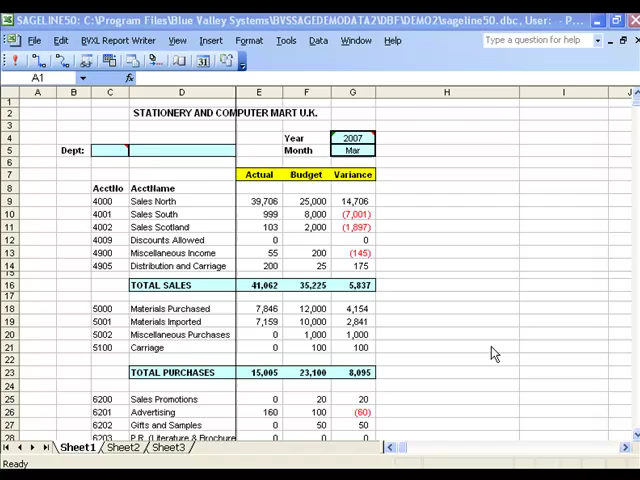 SAGELINE50: C:\Program Files\Blue Valley Systems\BVSSAGEDEMODATA2\DBF\DEMO2\sageline50.dbc, User: - P...
File Edit BVXL Report Writer View Insert Format Tools Data Window Help Type a question for help
A1 fx
A B C D E F G H I J
1
2 STATIONERY AND COMPUTER MART U.K.
3
4 Year 2007
5 Dept: Month Mar
6
7 Actual Budget Variance
8 AcctNo AcctName
9 4000 Sales North 39,706 25,000 14,706
10 4001 Sales South 999 8,000 (7,001)
11 4002 Sales Scotland 103 2,000 (1,897)
12 4009 Discounts Allowed 0 0
13 4900 Miscellaneous Income 55 200 (145)
14 4905 Distribution and Carriage 200 25 175
15
16 TOTAL SALES 41,062 35,225 5,837
17
18 5000 Materials Purchased 7,846 12,000 4,154
19 5001 Materials Imported 7,159 10,000 2,841
20 5002 Miscellaneous Purchases 0 1,000 1,000
21 5100 Carriage 0 100 100
22
23 TOTAL PURCHASES 15,005 23,100 8,095
24
25 6200 Sales Promotions 0 20 20
26 6201 Advertising 160 100 (60)
27 6202 Gifts and Samples 0 50 50
28 6203 P.R. (Literature & Brochure 0 0 0
Sheet1 Sheet2 Sheet3
Ready